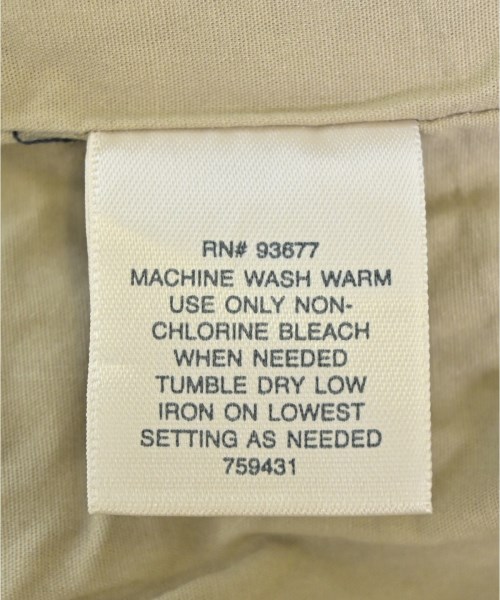 RN# 93677
MACHINE WASH WARM
USE ONLY NON-
CHLORINE BLEACH
WHEN NEEDED
TUMBLE DRY LOW
IRON ON LOWEST
SETTING AS NEEDED
759431